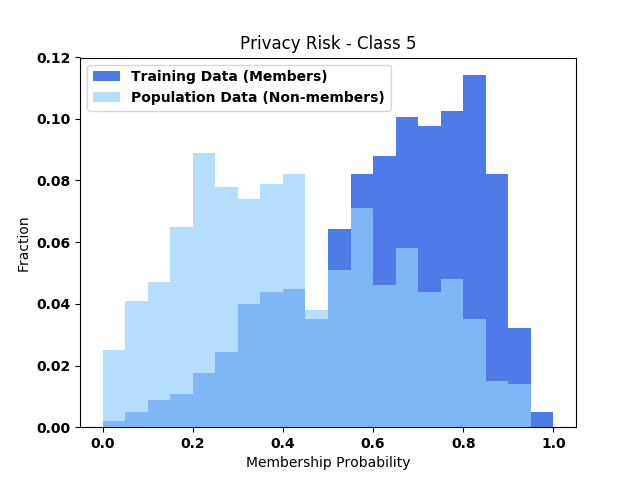 Privacy Risk - Class 5
Training Data (Members)
Population Data (Non-members)
0.12
0.10
0.08
0.06
0.04
0.02
0.00
Fraction
0.0 0.2 0.4 0.6 0.8 1.0
Membership Probability